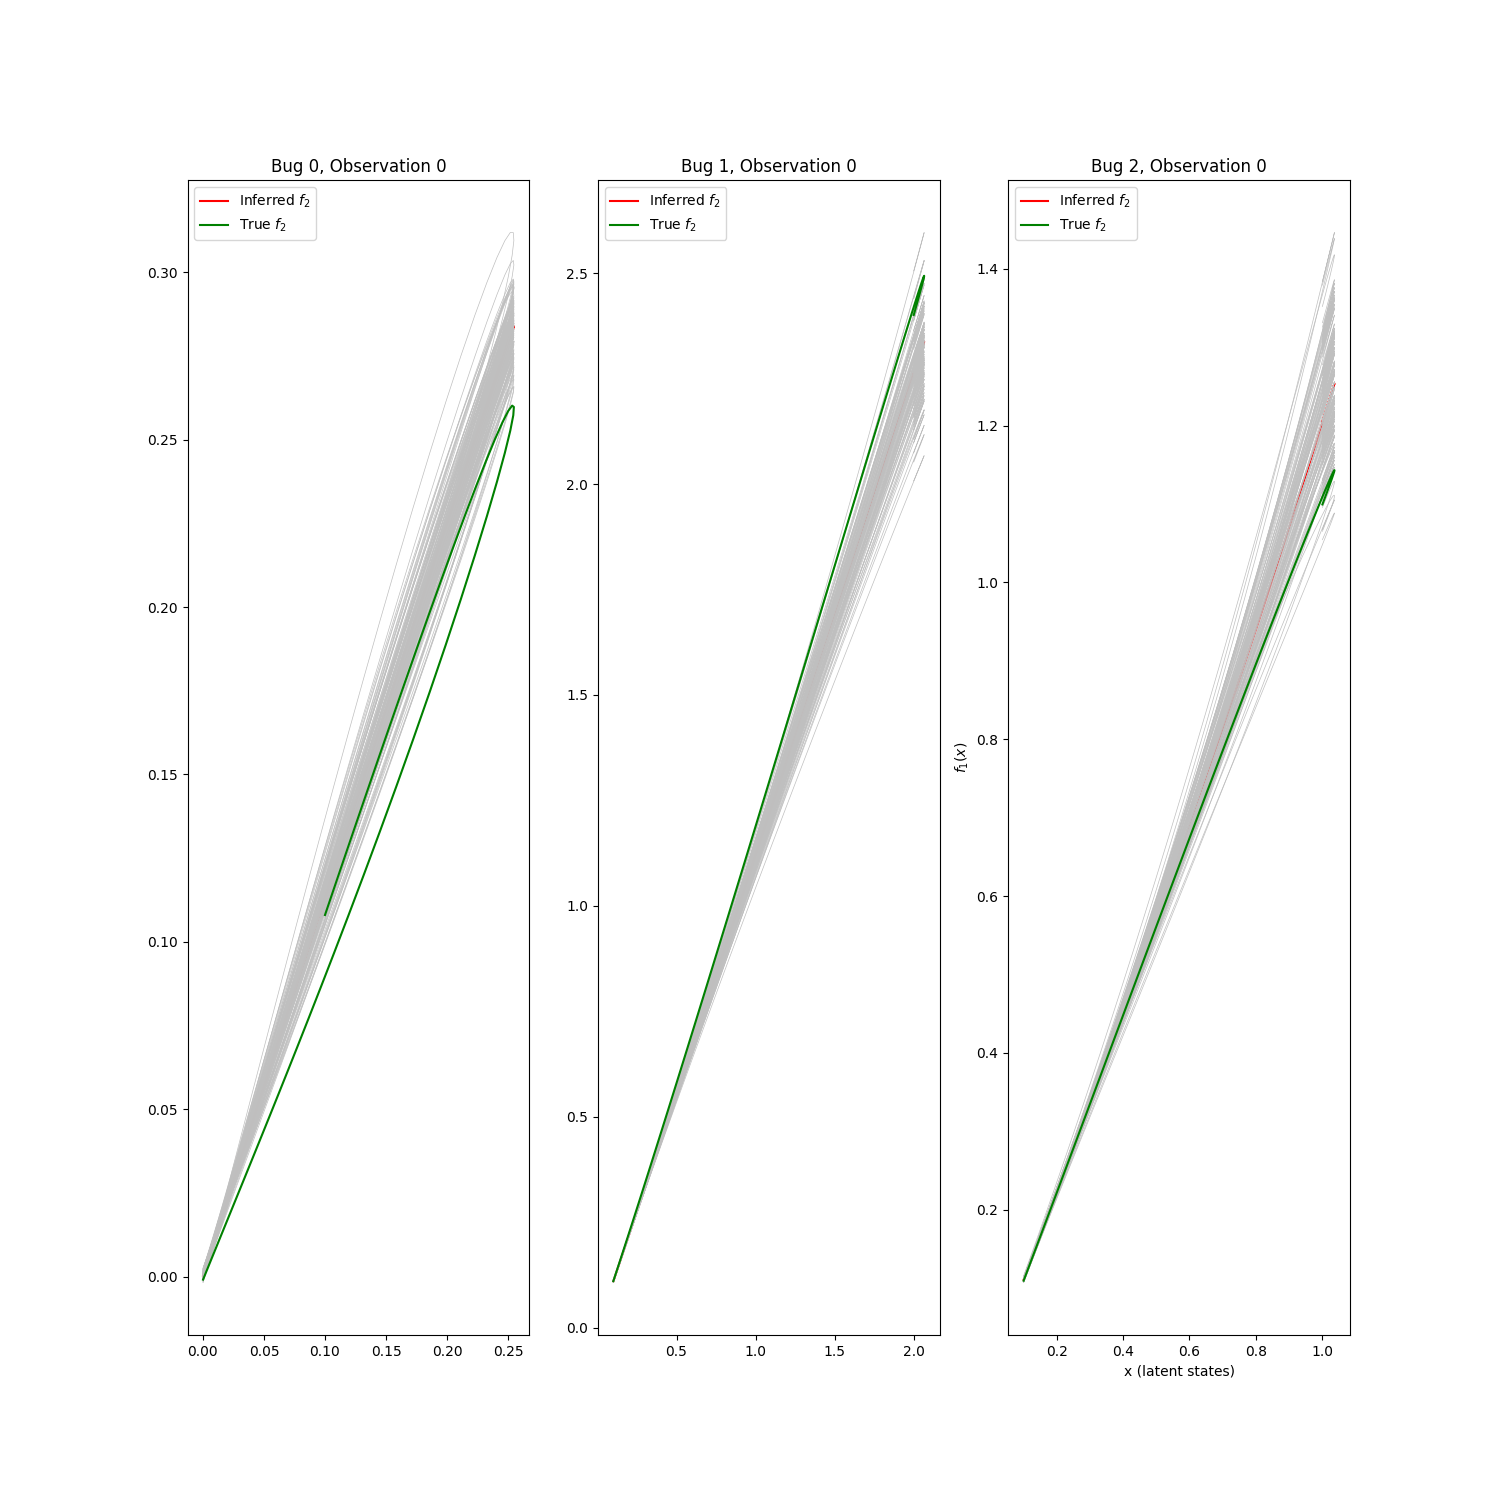 Bug 0, Observation 0
Inferred f₂
True f₂
0.30
0.25
0.20
0.15
0.10
0.05
0.00
0.00 0.05 0.10 0.15 0.20 0.25
Bug 1, Observation 0
Inferred f₂
True f₂
2.5
2.0
1.5
1.0
0.5
0.0
0.5 1.0 1.5 2.0
Bug 2, Observation 0
Inferred f₂
True f₂
f₁(x)
1.4
1.2
1.0
0.8
0.6
0.4
0.2
0.2 0.4 0.6 0.8 1.0
x (latent states)